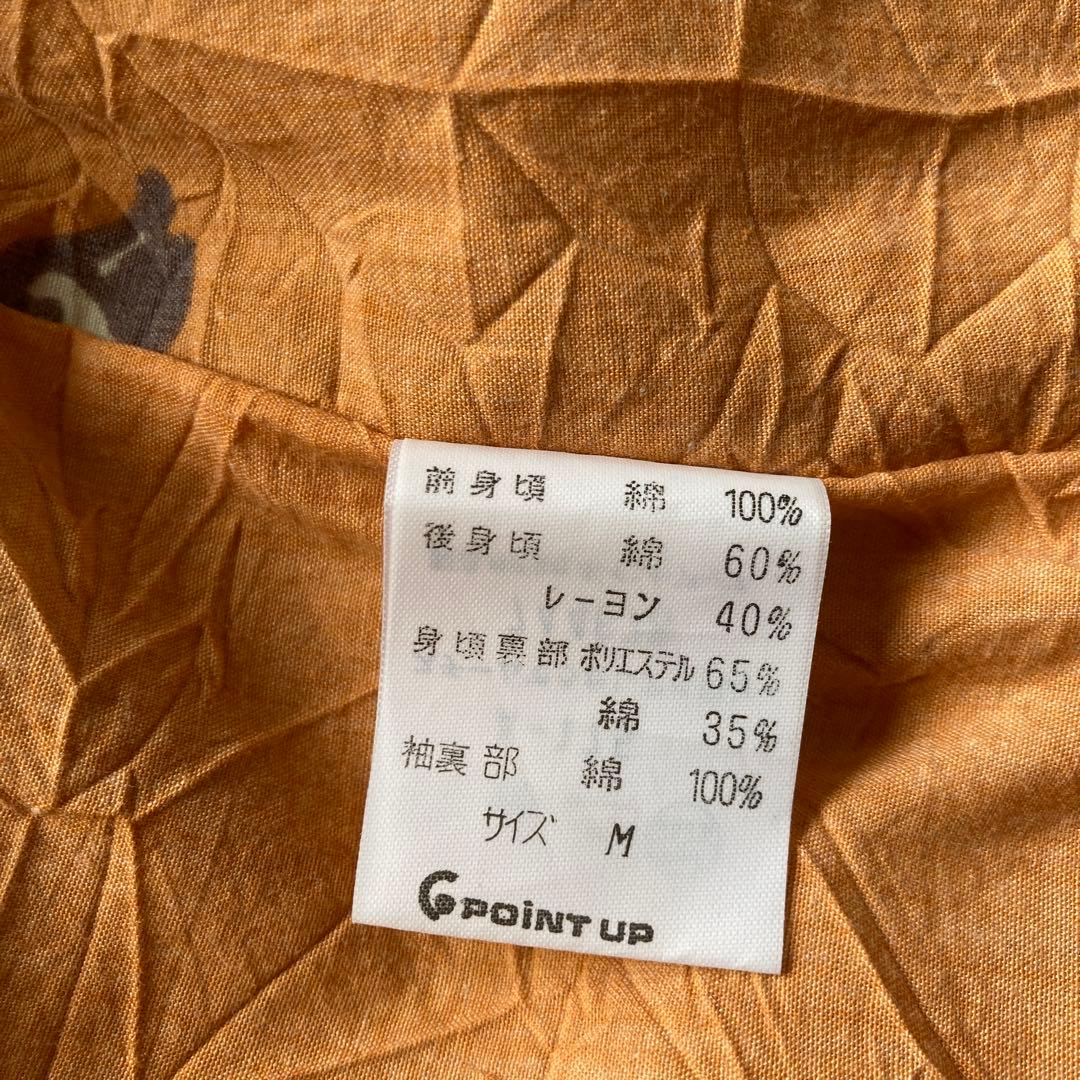 前身頃 綿 100%
後身頃 綿 60%
レーヨン 40%
身頃裏部 ポリエステル 65%
綿 35%
袖裏部 綿 100%
サイズ M
POiNT UP